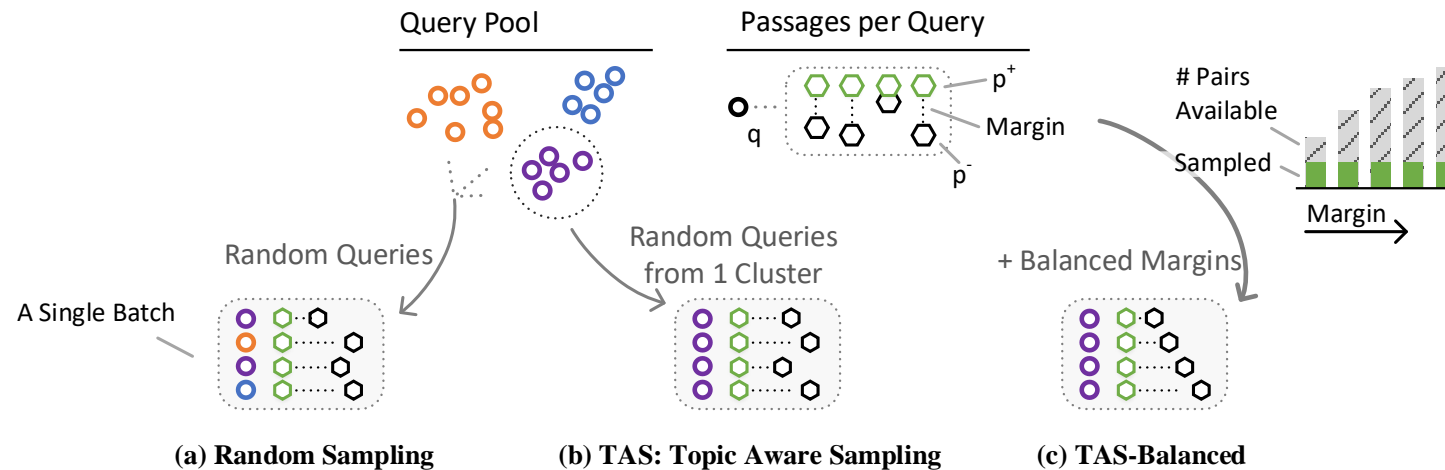 Query Pool
Passages per Query
p+
q
Margin
p-
# Pairs
Available
Sampled
Margin
Random Queries
Random Queries
from 1 Cluster
+ Balanced Margins
A Single Batch
(a) Random Sampling
(b) TAS: Topic Aware Sampling
(c) TAS-Balanced